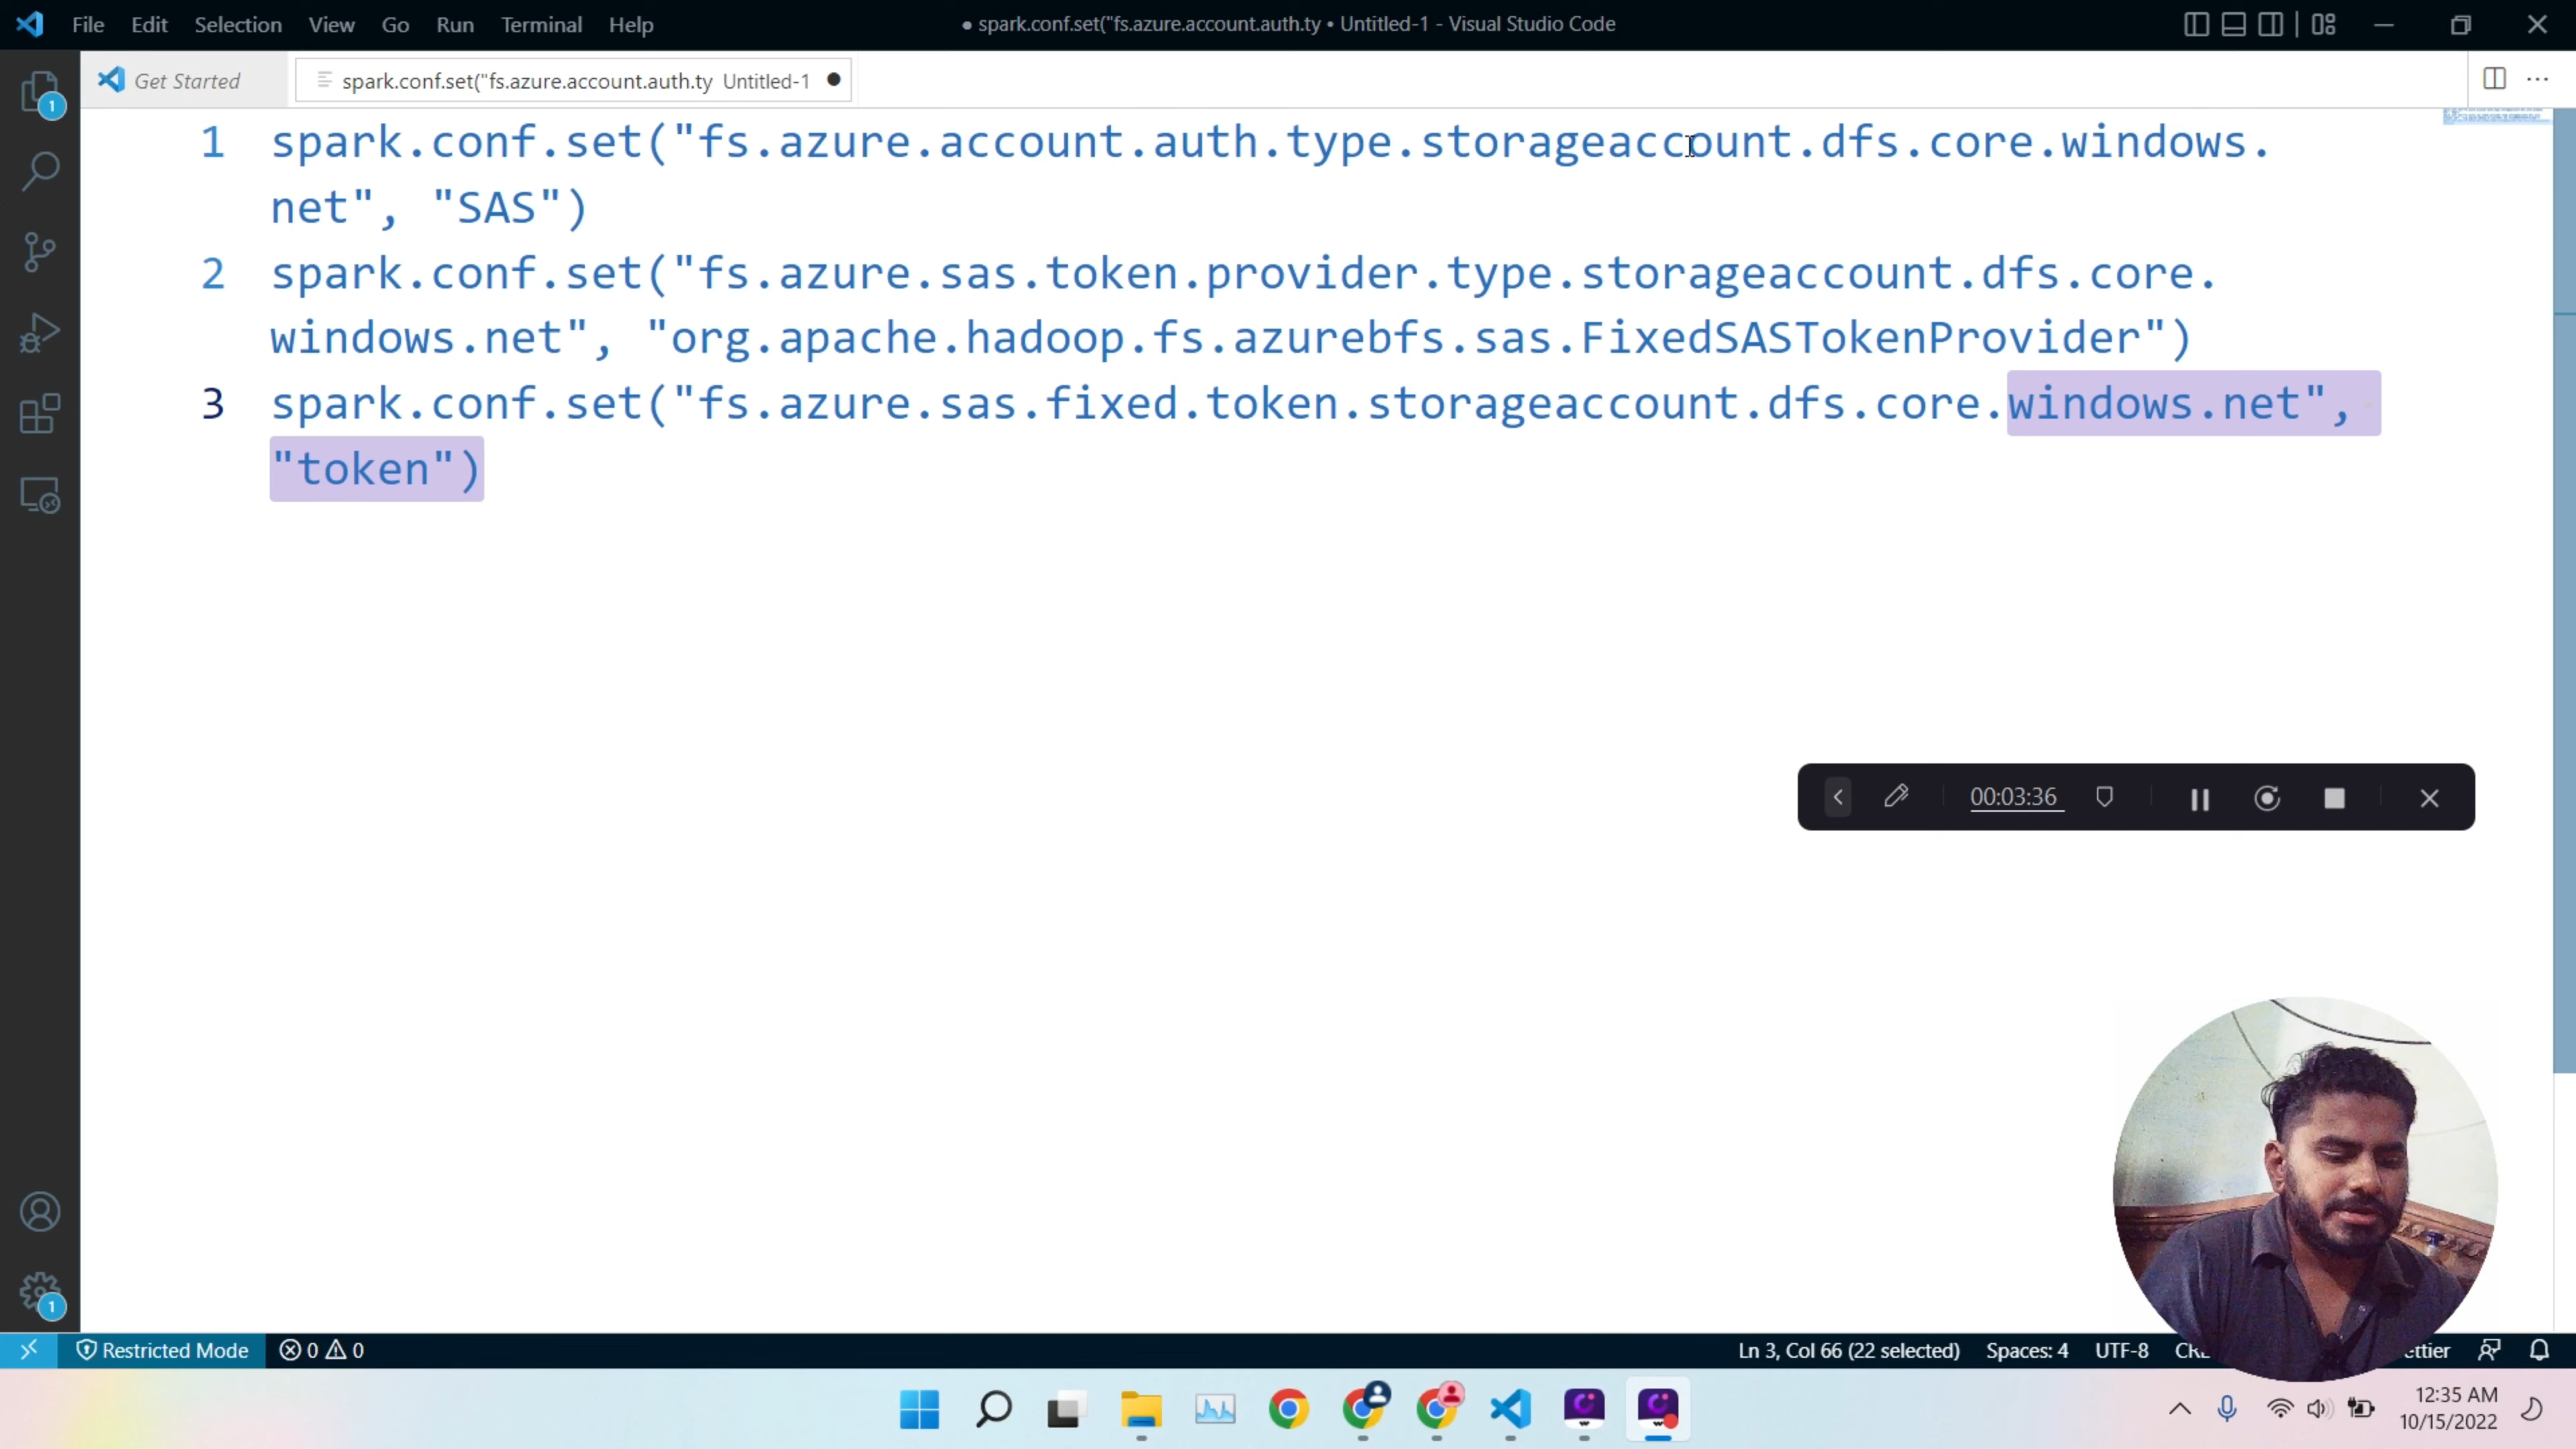 File Edit Selection View Go Run Terminal Help
● spark.conf.set("fs.azure.account.auth.ty • Untitled-1 - Visual Studio Code
Get Started
spark.conf.set("fs.azure.account.auth.ty Untitled-1
1 spark.conf.set("fs.azure.account.auth.type.storageaccount.dfs.core.windows.
net", "SAS")
2 spark.conf.set("fs.azure.sas.token.provider.type.storageaccount.dfs.core.
windows.net", "org.apache.hadoop.fs.azurebfs.sas.FixedSASTokenProvider")
3 spark.conf.set("fs.azure.sas.fixed.token.storageaccount.dfs.core.windows.net",
"token")
1
00:03:36
1
Restricted Mode 0 0
Ln 3, Col 66 (22 selected) Spaces: 4 UTF-8
12:35 AM
10/15/2022